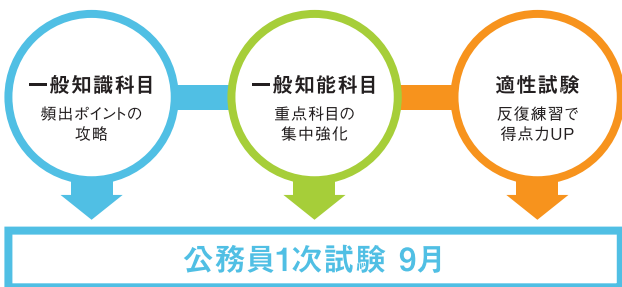 一般知識科目
頻出ポイントの
攻略
一般知能科目
重点科目の
集中強化
適性試験
反復練習で
得点力UP
公務員1次試験 9月